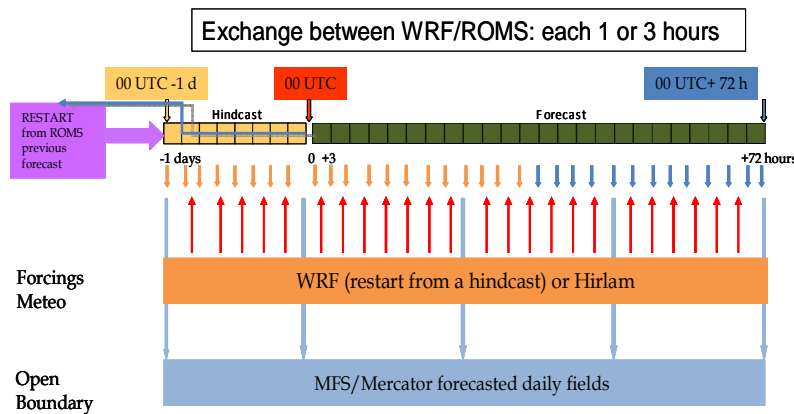 Exchange between WRF/ROMS: each 1 or 3 hours
00 UTC -1 d
00 UTC
00 UTC+ 72 h
RESTART
from ROMS
previous
forecast
Hindcast
Forecast
-1 days
0
+3
+72 hours
Forcings
Meteo
WRF (restart from a hindcast) or Hirlam
Open
Boundary
MFS/Mercator forecasted daily fields